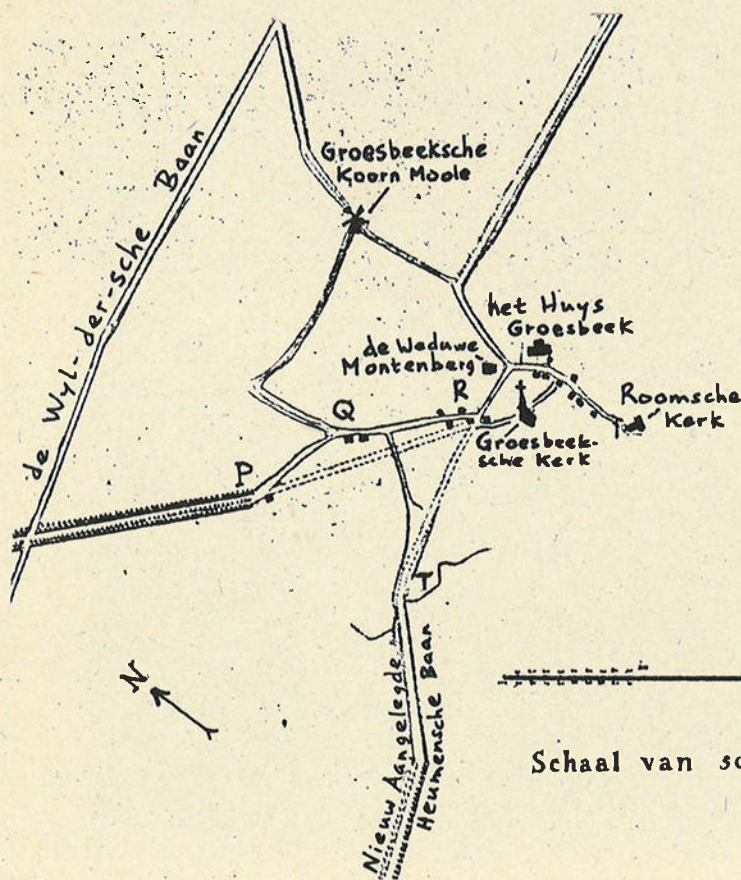 de Wyl-der-sche Baan
Groesbeeksche
Koorn Moole
het Huys
Groesbeek
de Weduwe
Montenberg
R
Roomsche
Kerk
Q
Groesbeek-
sche Kerk
P
T
N
Nieuw Aangelegde
Heumensche Baan
Schaal van